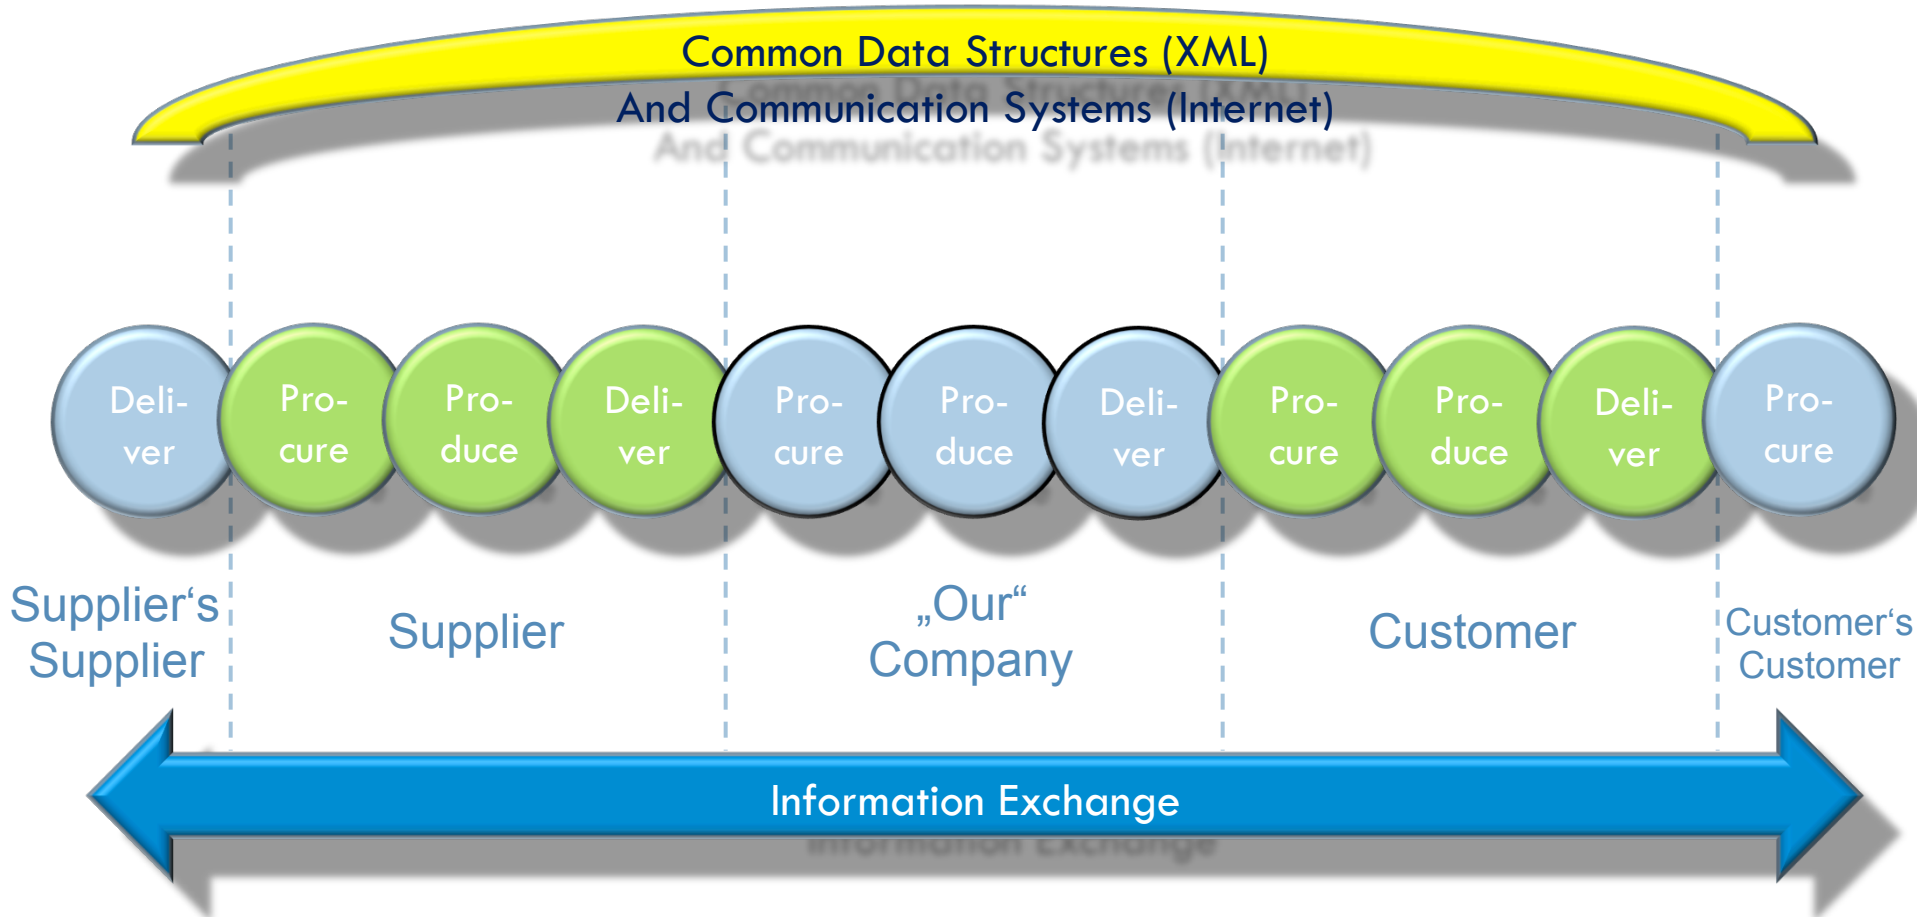 Common Data Structures (XML)
And Communication Systems (Internet)
Deli-
ver
Pro-
cure
Pro-
duce
Deli-
ver
Pro-
cure
Pro-
duce
Deli-
ver
Pro-
cure
Pro-
duce
Deli-
ver
Pro-
cure
Supplier‘s
Supplier
Supplier
„Our“
Company
Customer
Customer‘s
Customer
Information Exchange